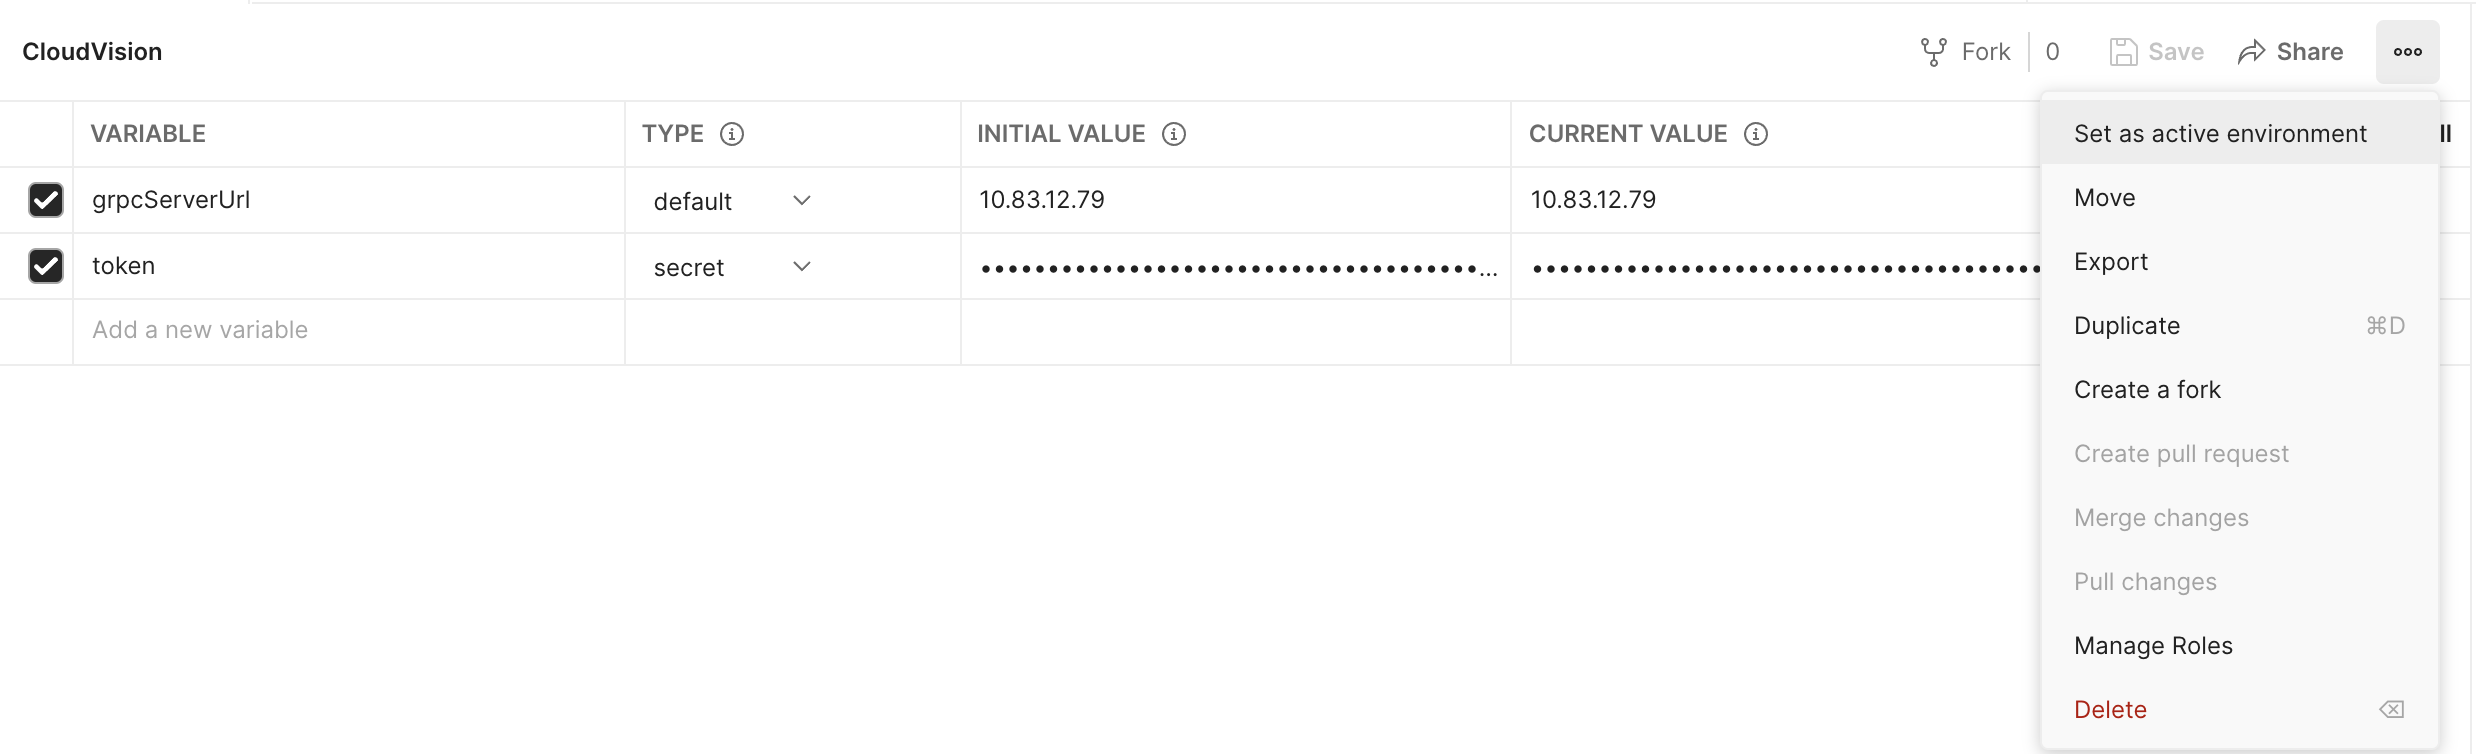 CloudVision
Fork 0 Save Share
VARIABLE TYPE INITIAL VALUE CURRENT VALUE
grpcServerUrl default 10.83.12.79 10.83.12.79
token secret ••••••••••••••••••••••••••••••••••••• ... ••••••••••••••••••••••••••••••••••••••
Add a new variable
Set as active environment
Move
Export
Duplicate ⌘D
Create a fork
Create pull request
Merge changes
Pull changes
Manage Roles
Delete